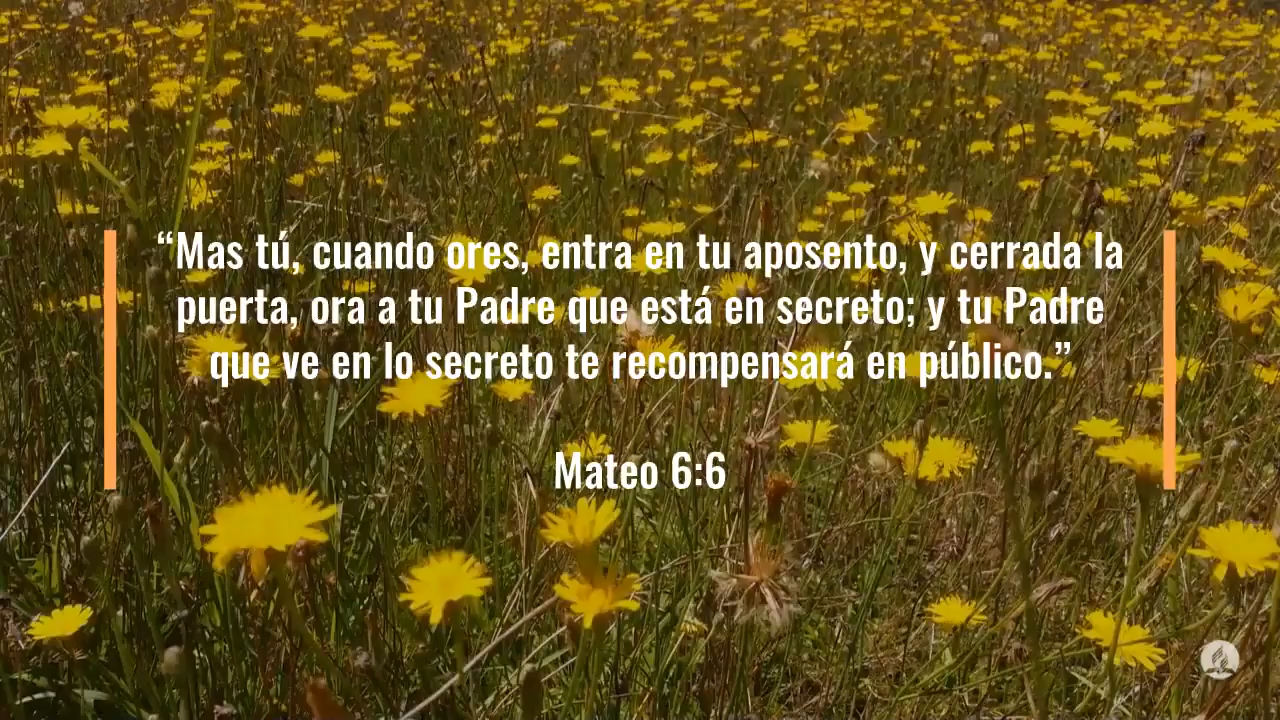 “Mas tú, cuando ores, entra en tu aposento, y cerrada la
puerta, ora a tu Padre que está en secreto; y tu Padre
que ve en lo secreto te recompensará en público.”
Mateo 6:6